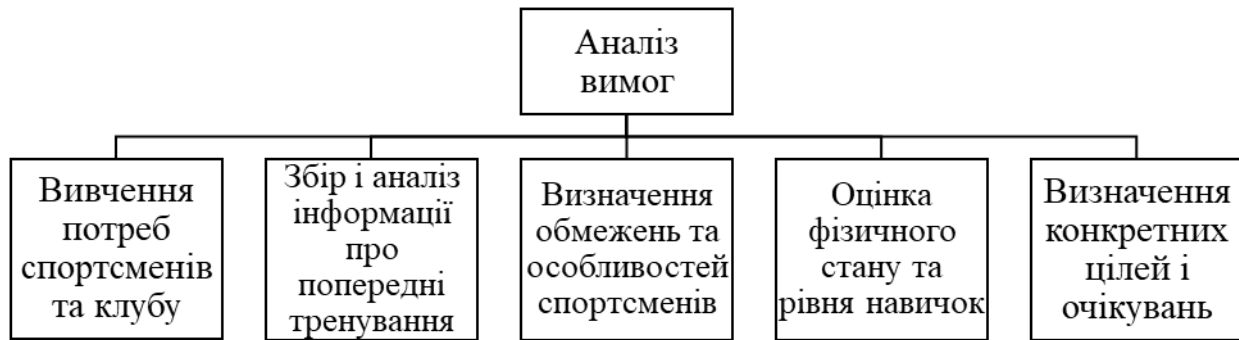 Аналіз
вимог
Вивчення
потреб
спортсменів
та клубу
Збір і аналіз
інформації
про
попередні
тренування
Визначення
обмежень та
особливостей
спортсменів
Оцінка
фізичного
стану та
рівня навичок
Визначення
конкретних
цілей і
очікувань